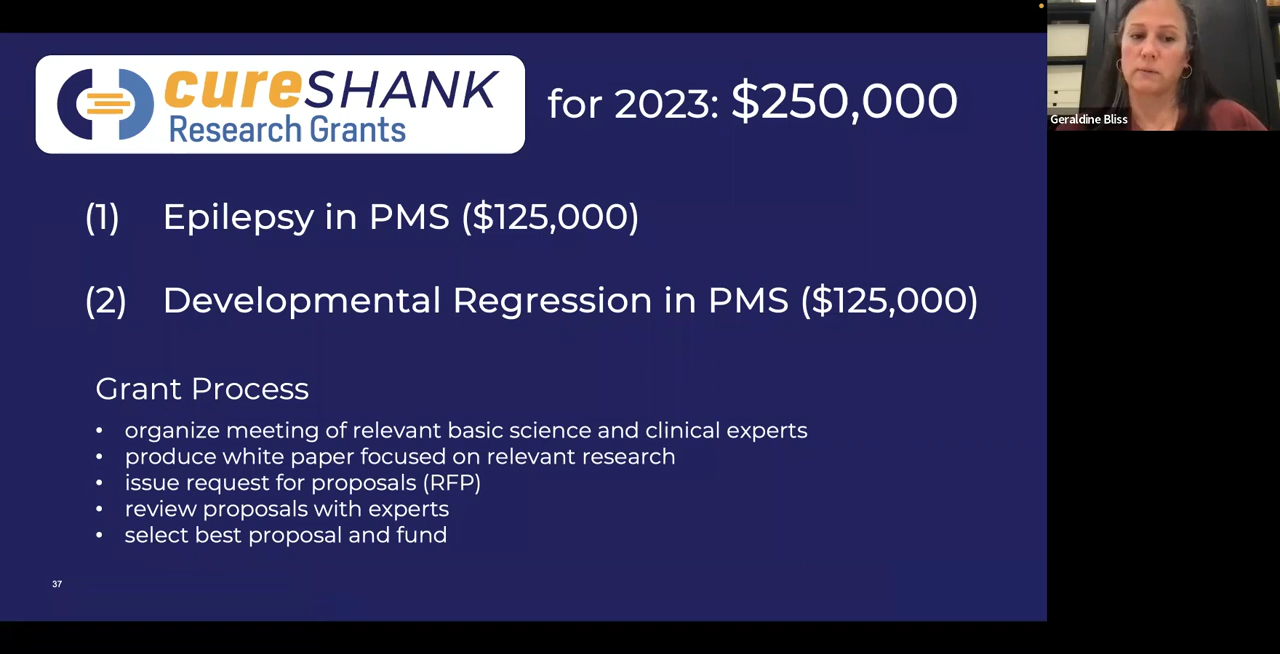 cureSHANK
Research Grants
for 2023: $250,000
(1) Epilepsy in PMS ($125,000)
(2) Developmental Regression in PMS ($125,000)
Grant Process
• organize meeting of relevant basic science and clinical experts
• produce white paper focused on relevant research
• issue request for proposals (RFP)
• review proposals with experts
• select best proposal and fund
37
Geraldine Bliss